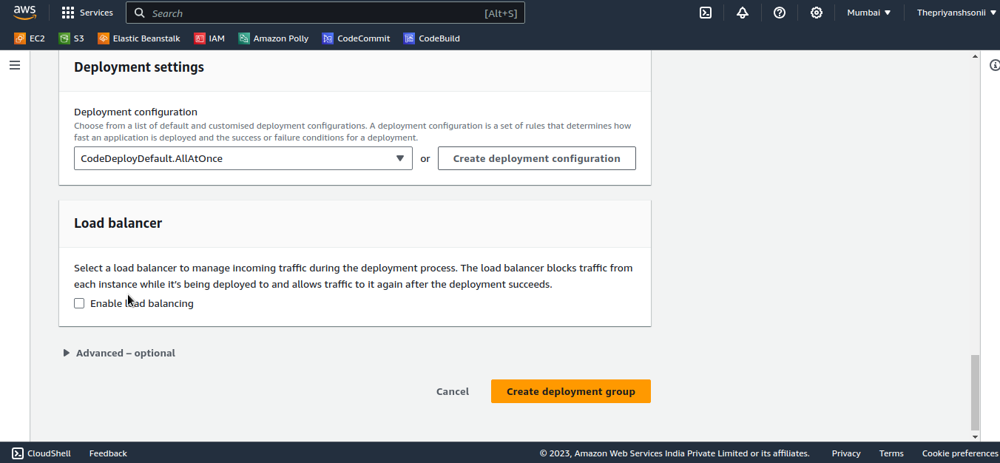 aws
Services
Search
[Alt+S]
Mumbai
Thepriyanshsonii
EC2
S3
Elastic Beanstalk
IAM
Amazon Polly
CodeCommit
CodeBuild
Deployment settings
Deployment configuration
Choose from a list of default and customised deployment configurations. A deployment configuration is a set of rules that determines how
fast an application is deployed and the success or failure conditions for a deployment.
CodeDeployDefault.AllAtOnce
or
Create deployment configuration
Load balancer
Select a load balancer to manage incoming traffic during the deployment process. The load balancer blocks traffic from
each instance while it's being deployed to and allows traffic to it again after the deployment succeeds.
Enable load balancing
Advanced – optional
Cancel
Create deployment group
CloudShell
Feedback
© 2023, Amazon Web Services India Private Limited or its affiliates.
Privacy
Terms
Cookie preferences